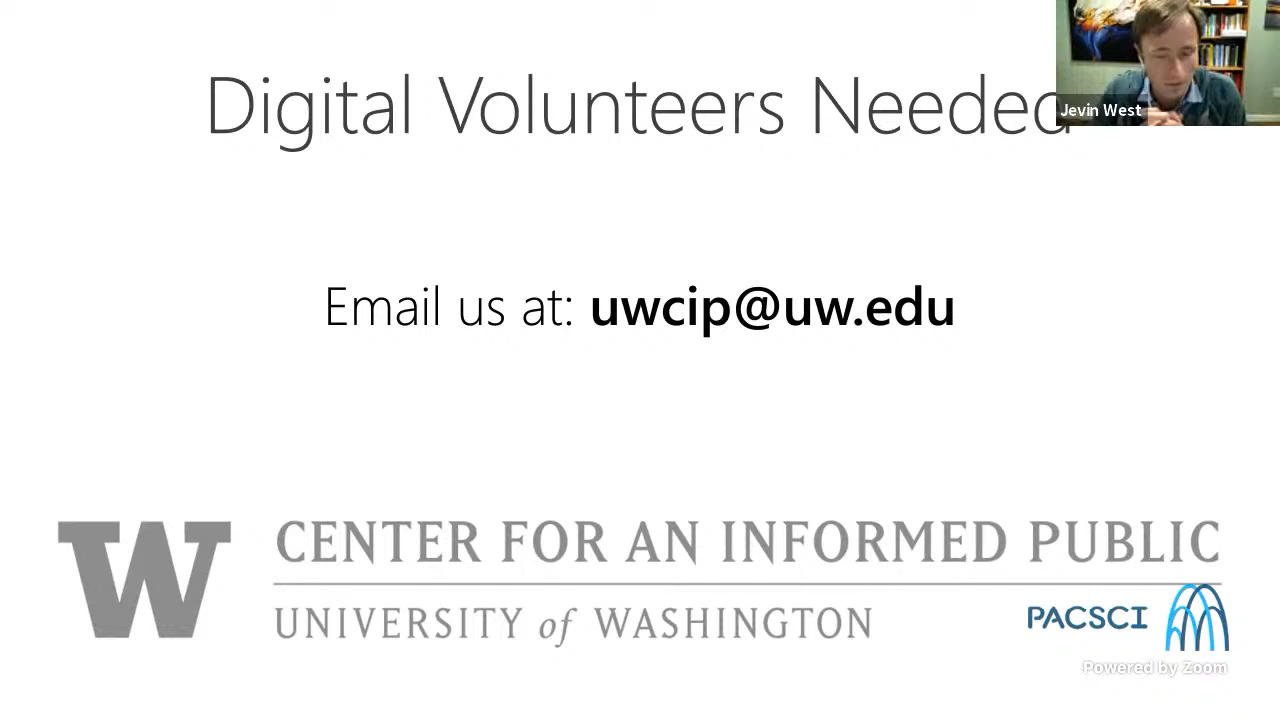 Digital Volunteers Needed
Jevin West
Email us at: uwcip@uw.edu
W
CENTER FOR AN INFORMED PUBLIC
UNIVERSITY of WASHINGTON
PACSCI
Powered by Zoom